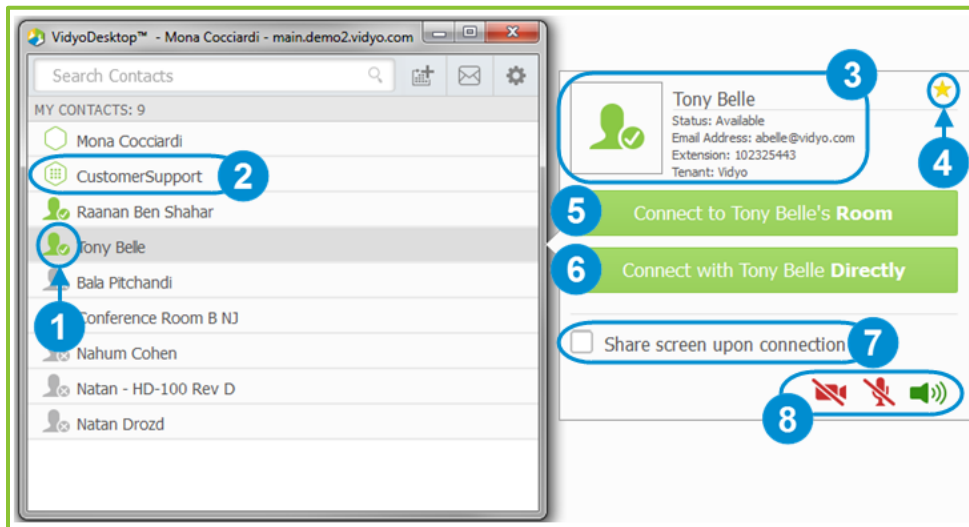 VidyoDesktop™ - Mona Cocciardi - main.demo2.vidyo.com
Search Contacts
MY CONTACTS: 9
Mona Cocciardi
CustomerSupport
2
Raanan Ben Shahar
Tony Belle
Bala Pitchandi
1
Conference Room B NJ
Nahum Cohen
Natan - HD-100 Rev D
Natan Drozd
3
Tony Belle
Status: Available
Email Address: abelle@vidyo.com
Extension: 102325443
Tenant: Vidyo
4
5
Connect to Tony Belle's Room
6
Connect with Tony Belle Directly
Share screen upon connection
7
8